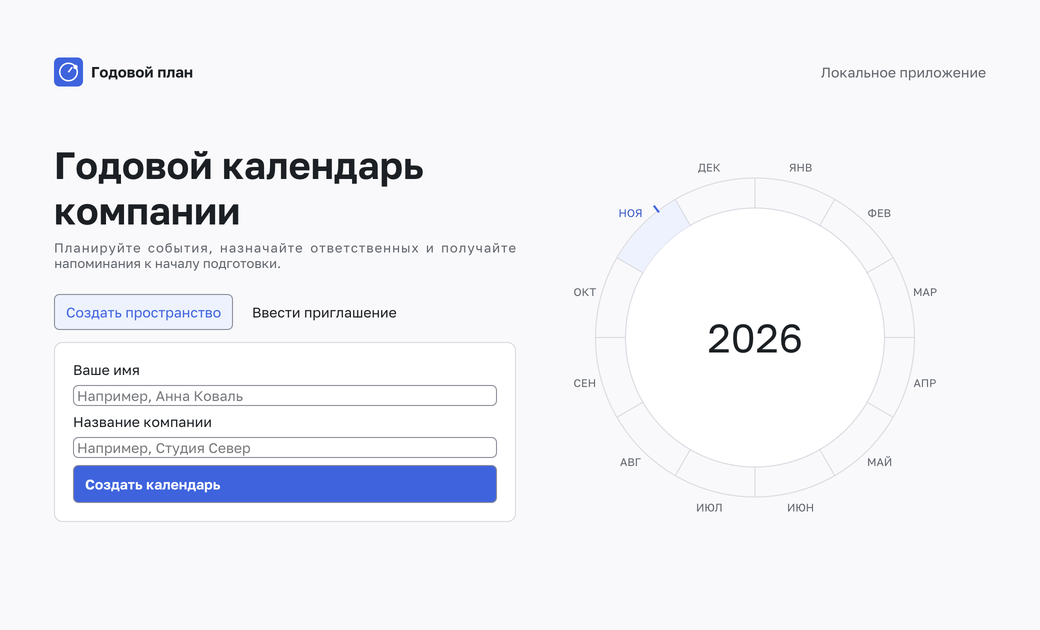 Годовой план
Локальное приложение
Годовой календарь
компании
Планируйте события, назначайте ответственных и получайте
напоминания к началу подготовки.
Создать пространство
Ввести приглашение
Ваше имя
Например, Анна Коваль
Название компании
Например, Студия Север
Создать календарь
ДЕК
ЯНВ
НОЯ
ФЕВ
ОКТ
МАР
2026
СЕН
АПР
АВГ
МАЙ
ИЮЛ
ИЮН